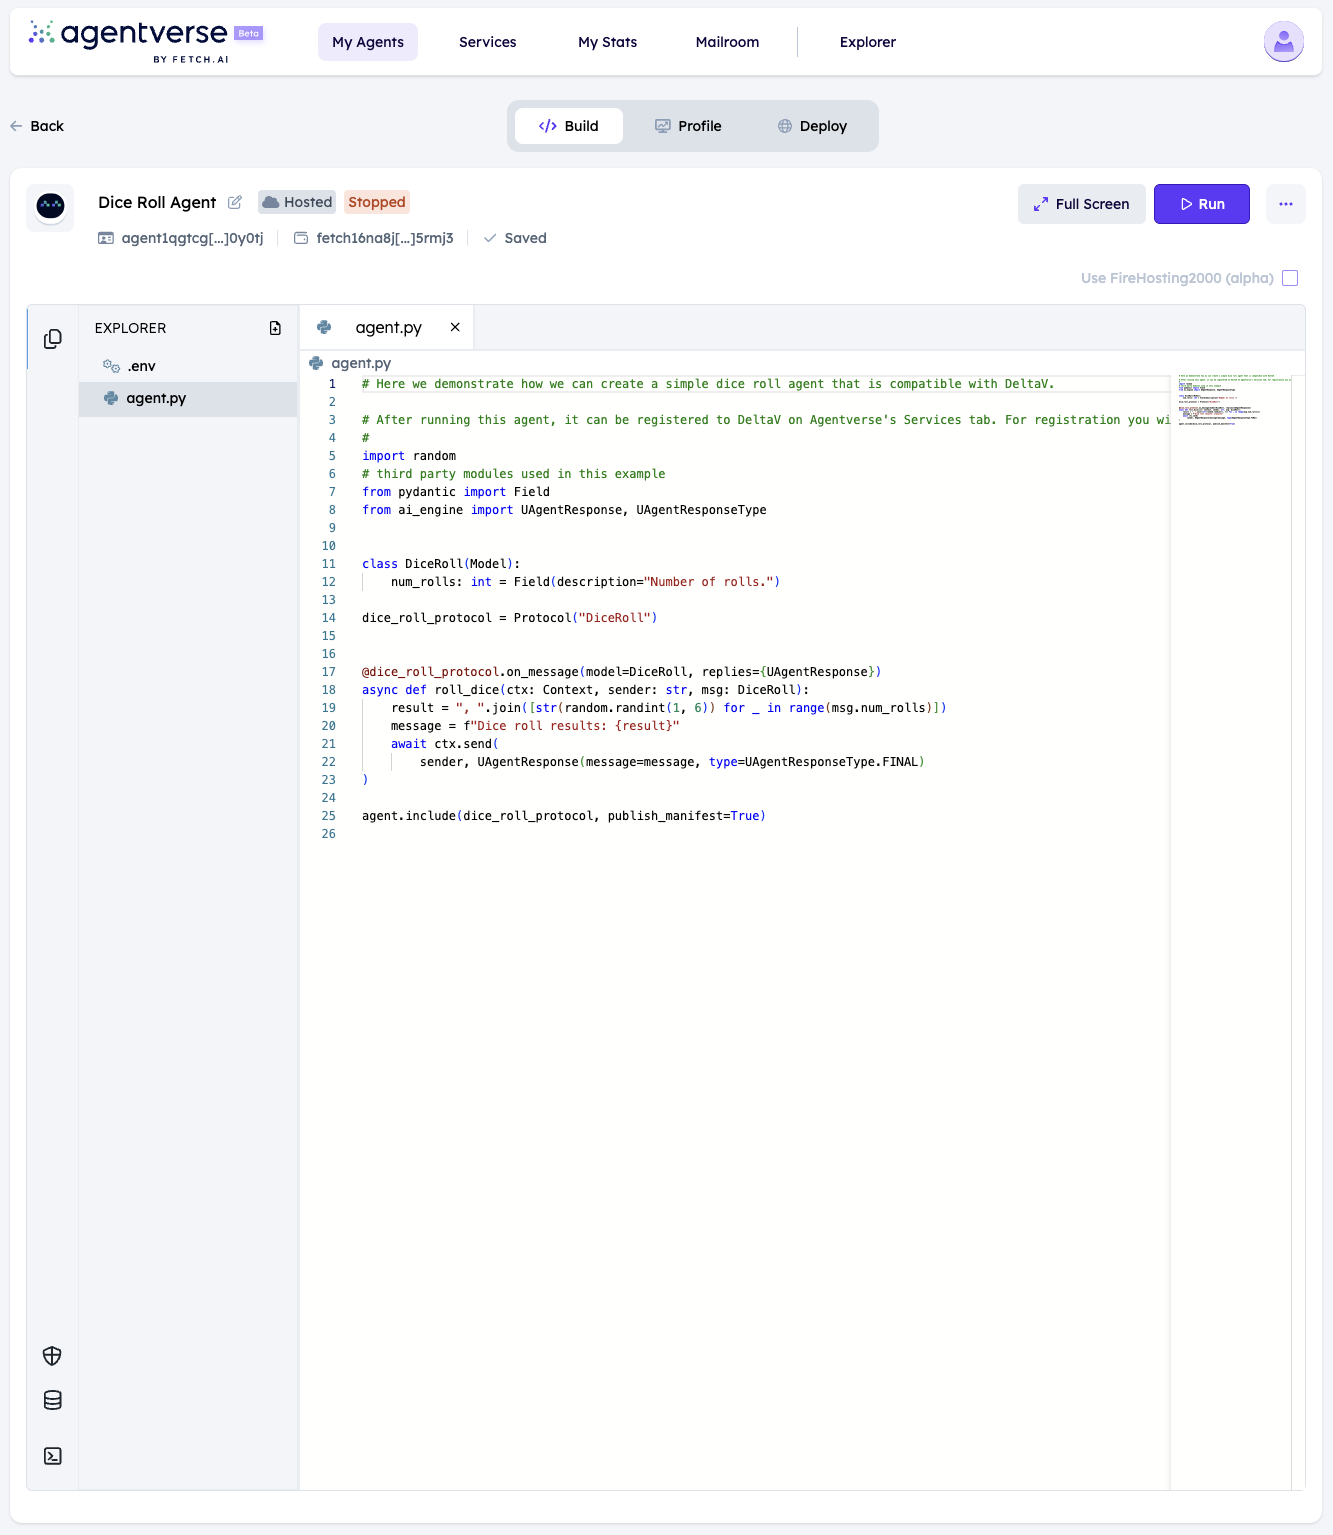 agentverse Beta
BY FETCH.AI
My Agents Services My Stats Mailroom Explorer
Back
Build Profile Deploy
Dice Roll Agent Hosted Stopped
Full Screen Run
agent1qgtcg[...]0y0tj fetch16na8j[...]5rmj3 Saved
Use FireHosting2000 (alpha)
EXPLORER
.env
agent.py
agent.py
agent.py
1 # Here we demonstrate how we can create a simple dice roll agent that is compatible with DeltaV.
2
3 # After running this agent, it can be registered to DeltaV on Agentverse's Services tab. For registration you wi
4 #
5 import random
6 # third party modules used in this example
7 from pydantic import Field
8 from ai_engine import UAgentResponse, UAgentResponseType
9
10
11 class DiceRoll(Model):
12     num_rolls: int = Field(description="Number of rolls.")
13
14 dice_roll_protocol = Protocol("DiceRoll")
15
16
17 @dice_roll_protocol.on_message(model=DiceRoll, replies={UAgentResponse})
18 async def roll_dice(ctx: Context, sender: str, msg: DiceRoll):
19     result = ", ".join([str(random.randint(1, 6)) for _ in range(msg.num_rolls)])
20     message = f"Dice roll results: {result}"
21     await ctx.send(
22         sender, UAgentResponse(message=message, type=UAgentResponseType.FINAL)
23 )
24
25 agent.include(dice_roll_protocol, publish_manifest=True)
26